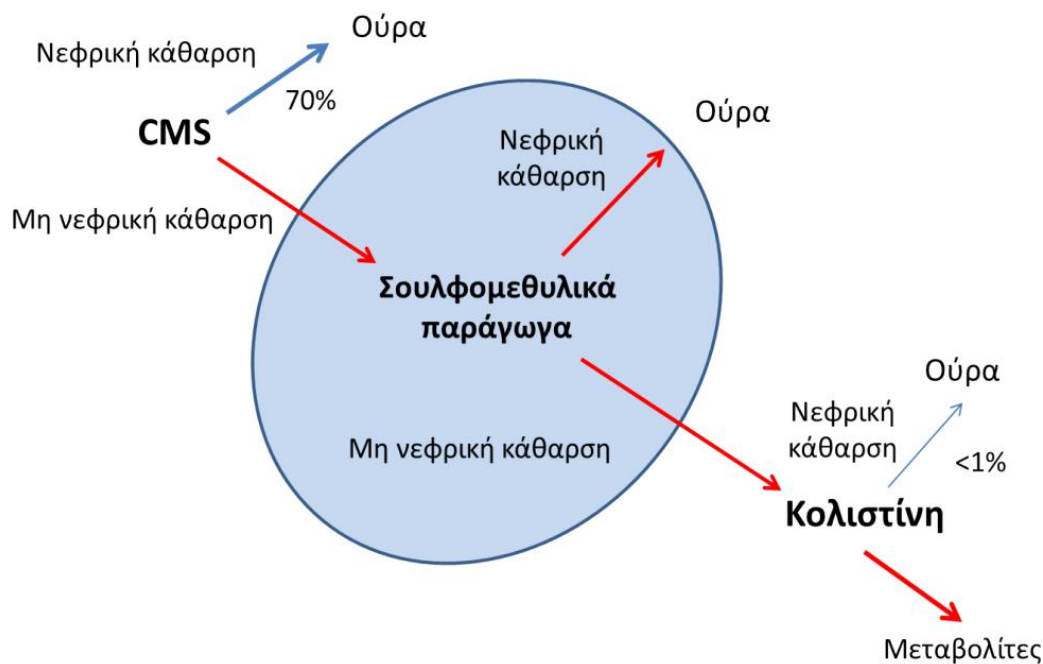 Ούρα
Νεφρική κάθαρση
70%
CMS
Ούρα
Νεφρική
κάθαρση
Μη νεφρική κάθαρση
Σουλφομεθυλικά
παράγωγα
Ούρα
Νεφρική
κάθαρση
<1%
Μη νεφρική κάθαρση
Κολιστίνη
Μεταβολίτες